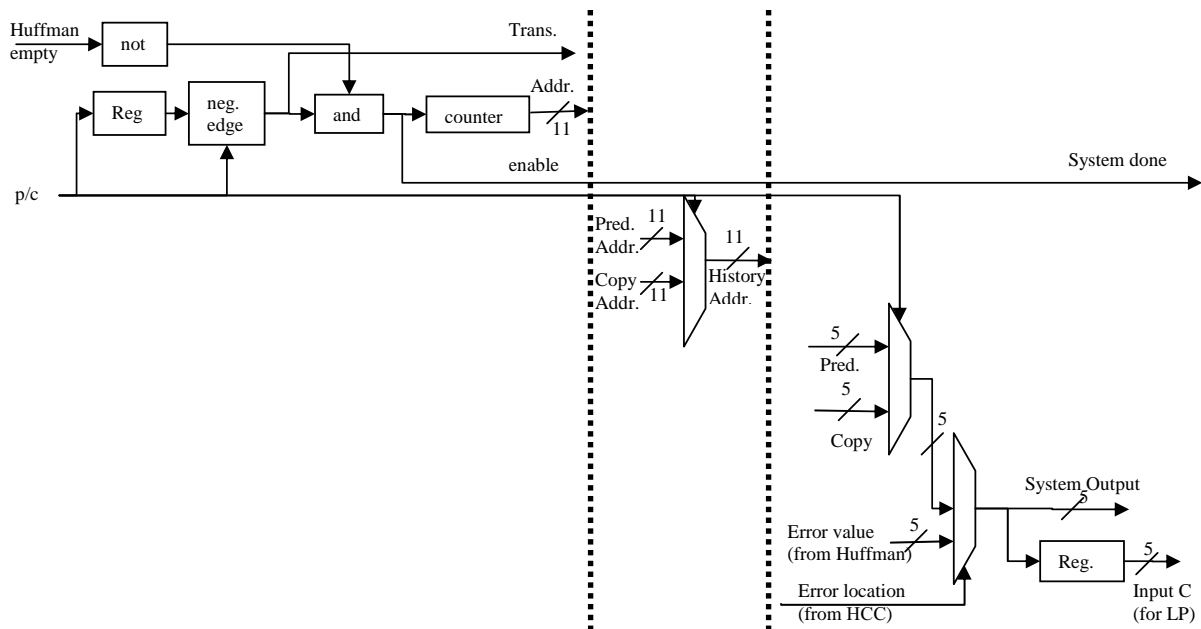 Huffman
empty
not
Trans.
Reg
neg.
edge
and
counter
Addr.
11
enable
System done
p/c
Pred.
Addr.
11
Copy
Addr.
11
11
History
Addr.
5
Pred.
5
Copy
5
System Output
5
Error value
(from Huffman)
5
Reg.
5
Input C
(for LP)
Error location
(from HCC)